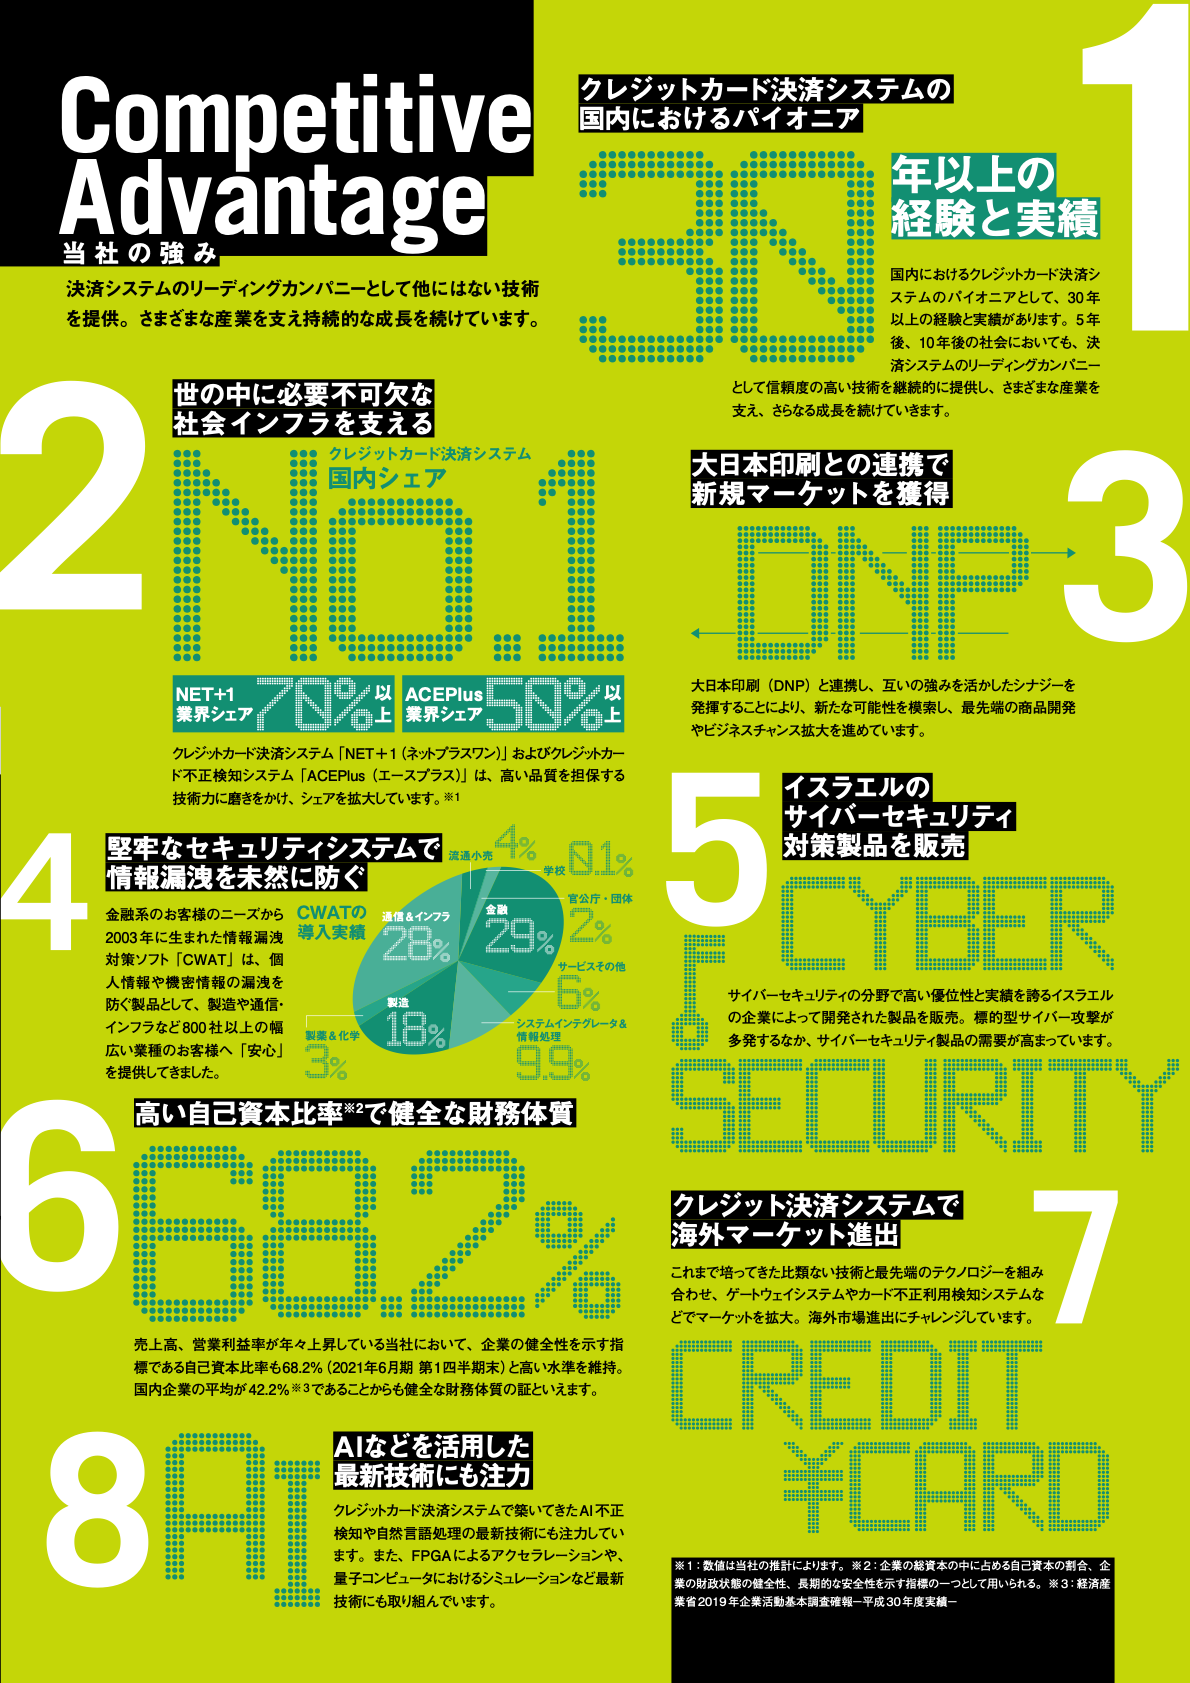 Competitive
Advantage
当社の強み
決済システムのリーディングカンパニーとして他にはない技術
を提供。さまざまな産業を支え持続的な成長を続けています。
1
クレジットカード決済システムの
国内におけるパイオニア
30
年以上の
経験と実績
国内におけるクレジットカード決済シ
ステムのパイオニアとして、30年
以上の経験と実績があります。5年
後、10年後の社会においても、決
済システムのリーディングカンパニー
として信頼度の高い技術を継続的に提供し、さまざまな産業を
支え、さらなる成長を続けていきます。
2
世の中に必要不可欠な
社会インフラを支える
クレジットカード決済システム
国内シェア
No.1
NET+1
業界シェア
70%以上
ACEPlus
業界シェア
50%以上
クレジットカード決済システム「NET+1（ネットプラスワン）」およびクレジットカー
ド不正検知システム「ACEPlus（エースプラス）」は、高い品質を担保する
技術力に磨きをかけ、シェアを拡大しています。※1
3
大日本印刷との連携で
新規マーケットを獲得
DNP
大日本印刷（DNP）と連携し、互いの強みを活かしたシナジーを
発揮することにより、新たな可能性を模索し、最先端の商品開発
やビジネスチャンス拡大を進めています。
4
堅牢なセキュリティシステムで
情報漏洩を未然に防ぐ
金融系のお客様のニーズから
2003年に生まれた情報漏洩
対策ソフト「CWAT」は、個
人情報や機密情報の漏洩を
防ぐ製品として、製造や通信・
インフラなど800社以上の幅
広い業種のお客様へ「安心」
を提供してきました。
CWATの
導入実績
流通小売
4%
学校
0.1%
官公庁・団体
2%
金融
29%
通信&インフラ
28%
サービスその他
6%
製造
18%
システムインテグレータ&
情報処理
9.9%
製薬&化学
3%
5
イスラエルの
サイバーセキュリティ
対策製品を販売
CYBER
サイバーセキュリティの分野で高い優位性と実績を誇るイスラエル
の企業によって開発された製品を販売。標的型サイバー攻撃が
多発するなか、サイバーセキュリティ製品の需要が高まっています。
SECURITY
6
高い自己資本比率※2で健全な財務体質
68.2%
売上高、営業利益率が年々上昇している当社において、企業の健全性を示す指
標である自己資本比率も68.2%（2021年6月期 第1四半期末）と高い水準を維持。
国内企業の平均が42.2%※3であることからも健全な財務体質の証といえます。
7
クレジット決済システムで
海外マーケット進出
これまで培ってきた比類ない技術と最先端のテクノロジーを組み
合わせ、ゲートウェイシステムやカード不正利用検知システムな
どでマーケットを拡大。海外市場進出にチャレンジしています。
CREDIT
¥CARD
8
AI
AIなどを活用した
最新技術にも注力
クレジットカード決済システムで築いてきたAI不正
検知や自然言語処理の最新技術にも注力してい
ます。また、FPGAによるアクセラレーションや、
量子コンピュータにおけるシミュレーションなど最新
技術にも取り組んでいます。
※1：数値は当社の推計によります。※2：企業の総資本の中に占める自己資本の割合、企
業の財政状態の健全性、長期的な安全性を示す指標の一つとして用いられる。※3：経済産
業省2019年企業活動基本調査確報ー平成30年度実績ー